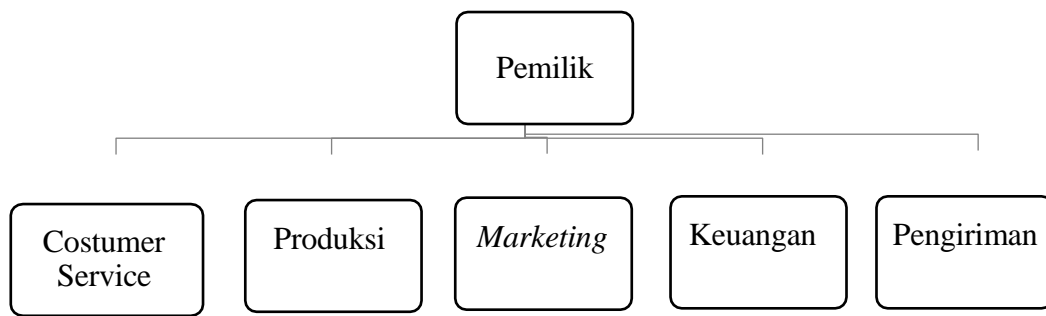 Pemilik
Costumer
Service
Produksi
Marketing
Keuangan
Pengiriman